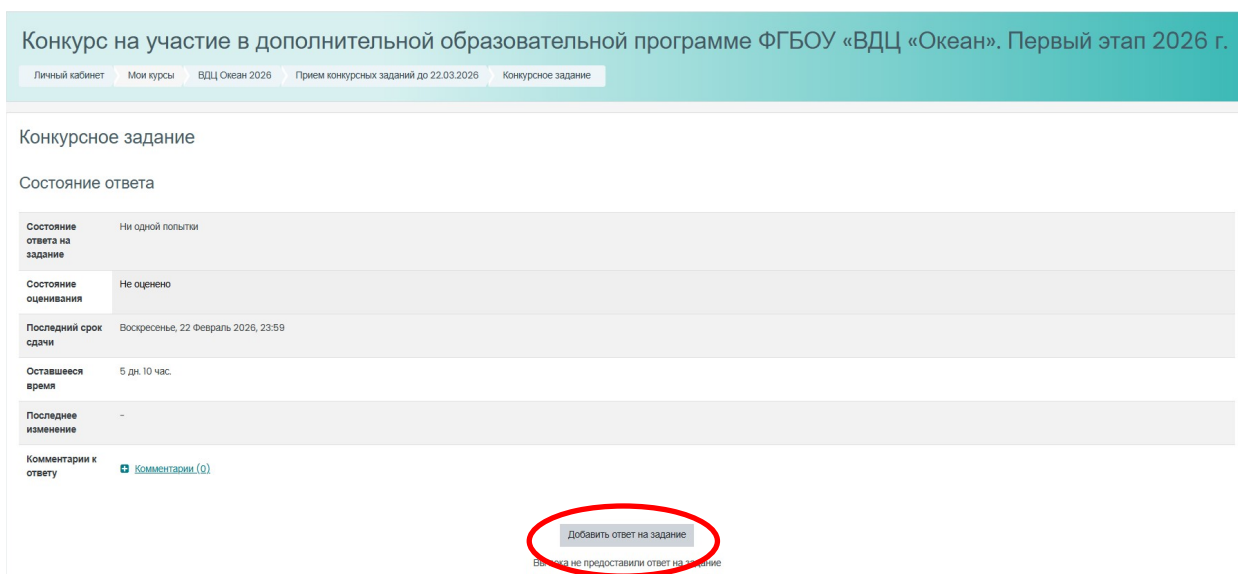 Конкурс на участие в дополнительной образовательной программе ФГБОУ «ВДЦ «Океан». Первый этап 2026 г.
Личный кабинет Мои курсы ВДЦ Океан 2026 Прием конкурсных заданий до 22.03.2026 Конкурсное задание
Конкурсное задание
Состояние ответа
Состояние ответа на задание Ни одной попытки
Состояние оценивания Не оценено
Последний срок сдачи Воскресенье, 22 Февраль 2026, 23:59
Оставшееся время 5 дн. 10 час.
Последнее изменение -
Комментарии к ответу Комментарии (0)
Добавить ответ на задание
Вы пока не предоставили ответ на задание